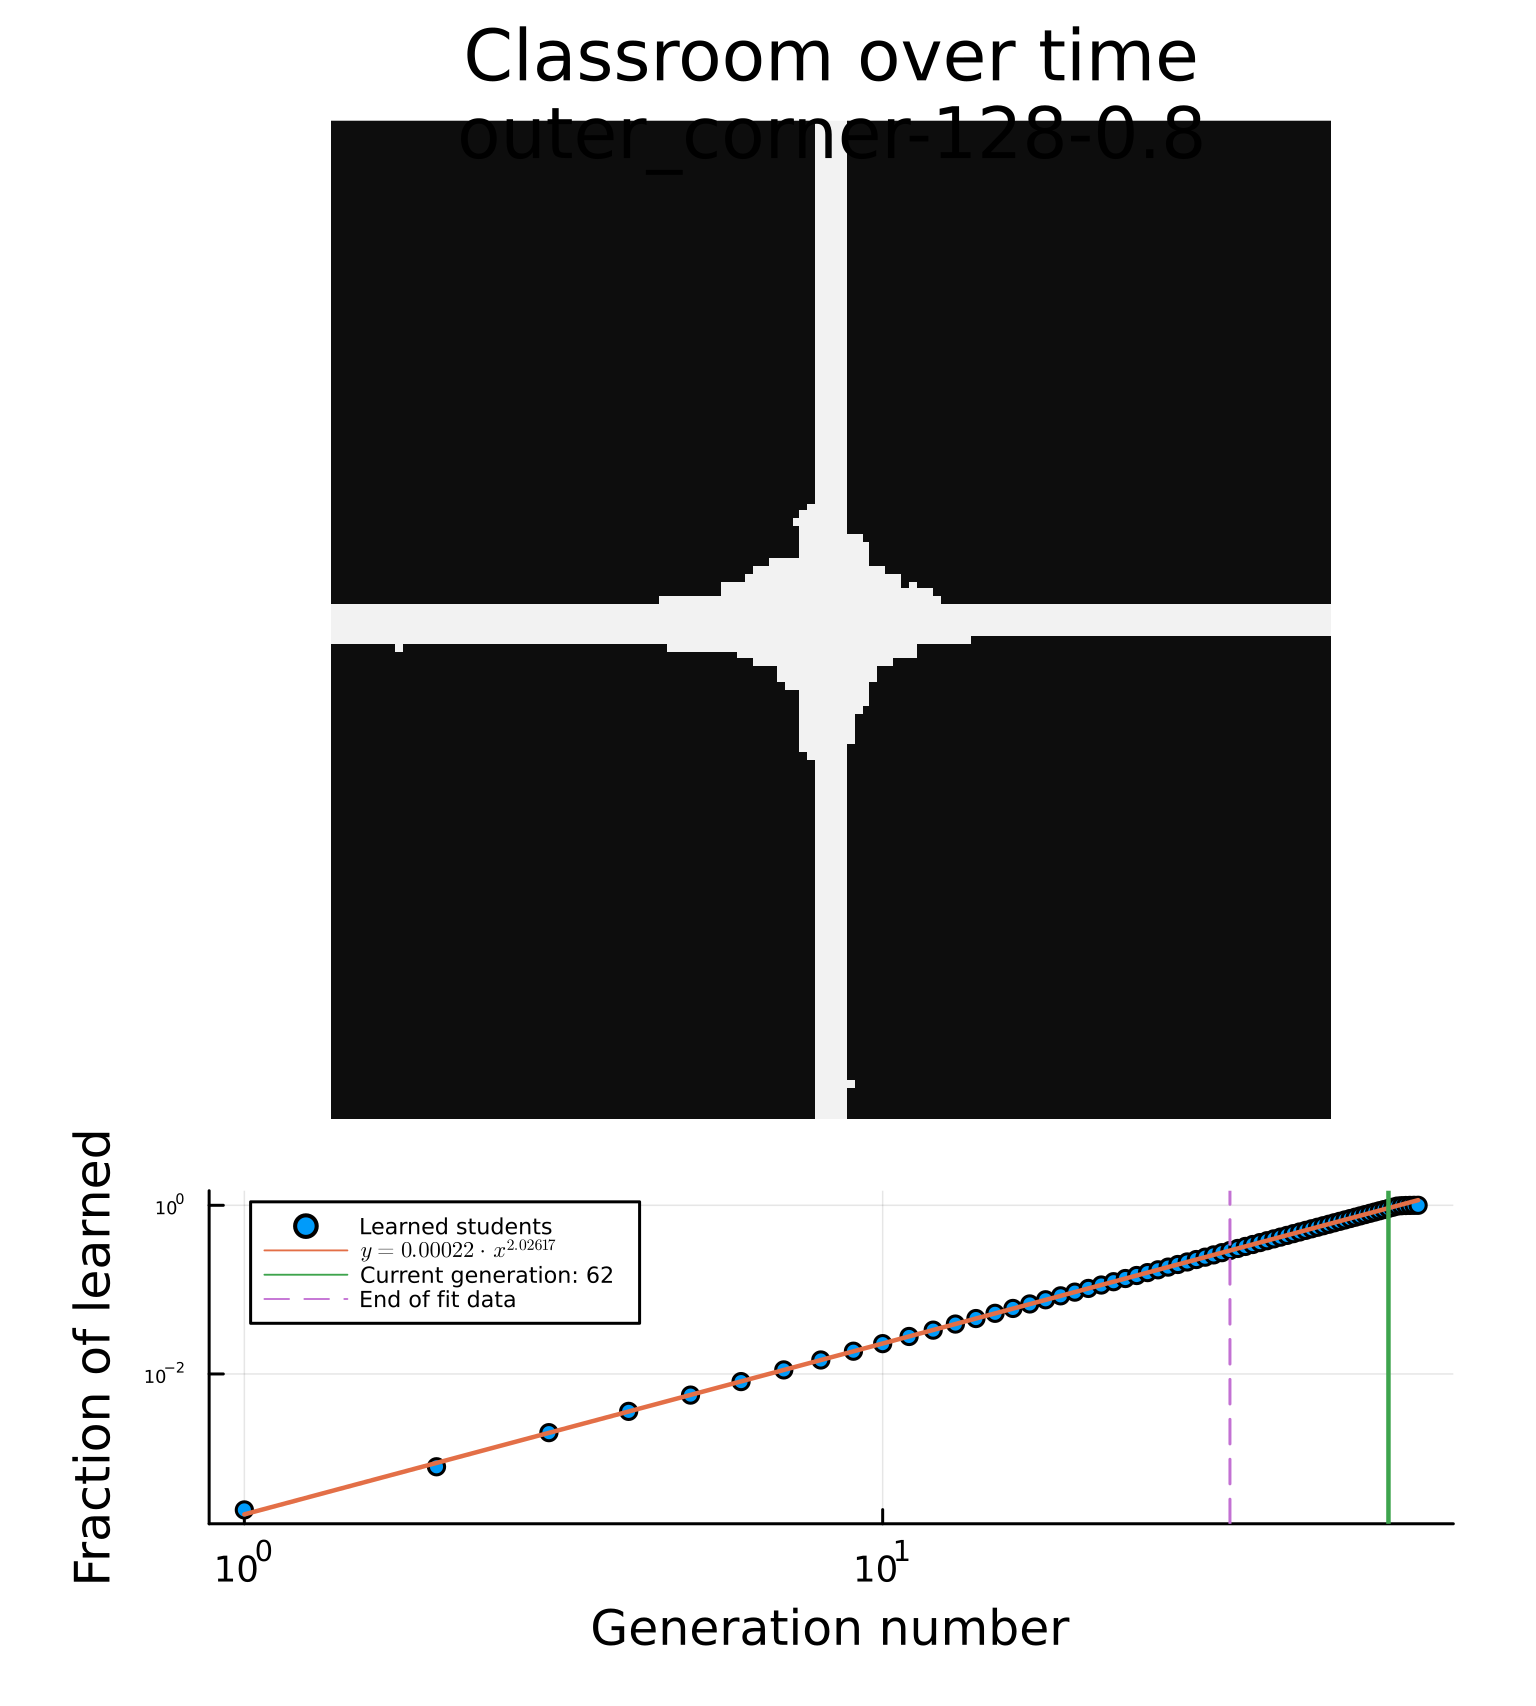 Classroom over time
outer_corner-128-0.8
Fraction of learned
10⁰
10⁻²
Learned students
y = 0.00022 · x^2.02617
Current generation: 62
End of fit data
10⁰
10¹
Generation number